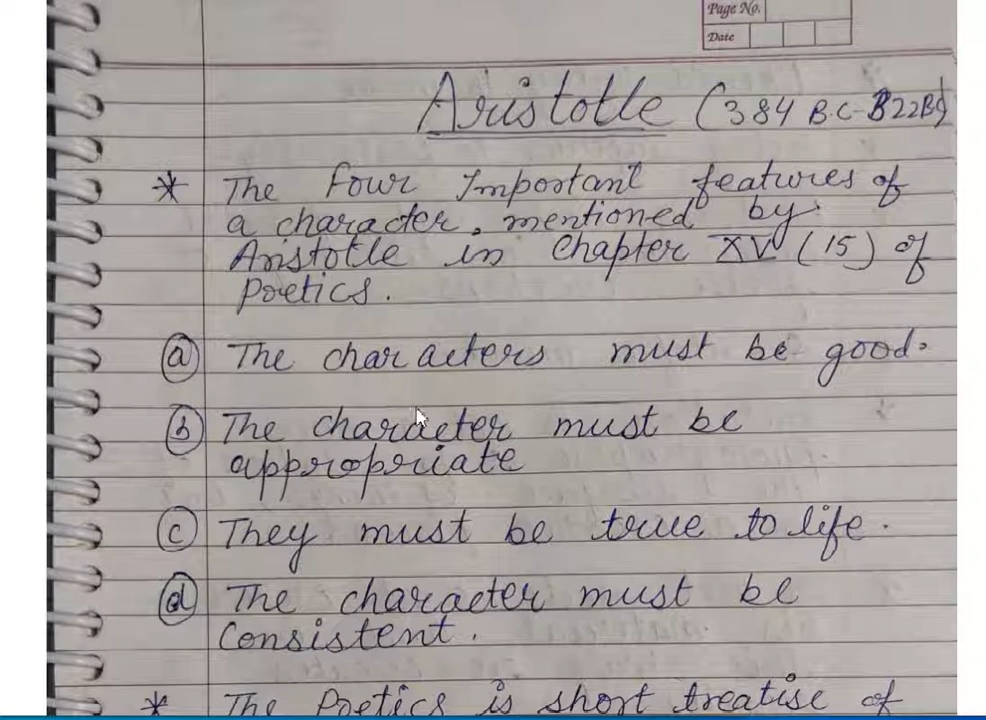 Page No.
Date
Aristotle (384 B.C-322BC)
* The Four Important features of
a character, mentioned by
Aristotle in Chapter XV (15) of
Poetics.
(a) The characters must be good.
(b) The character must be
appropriate
(c) They must be true to life.
(d) The character must be
Consistent.
* The Poetics is short treatise of